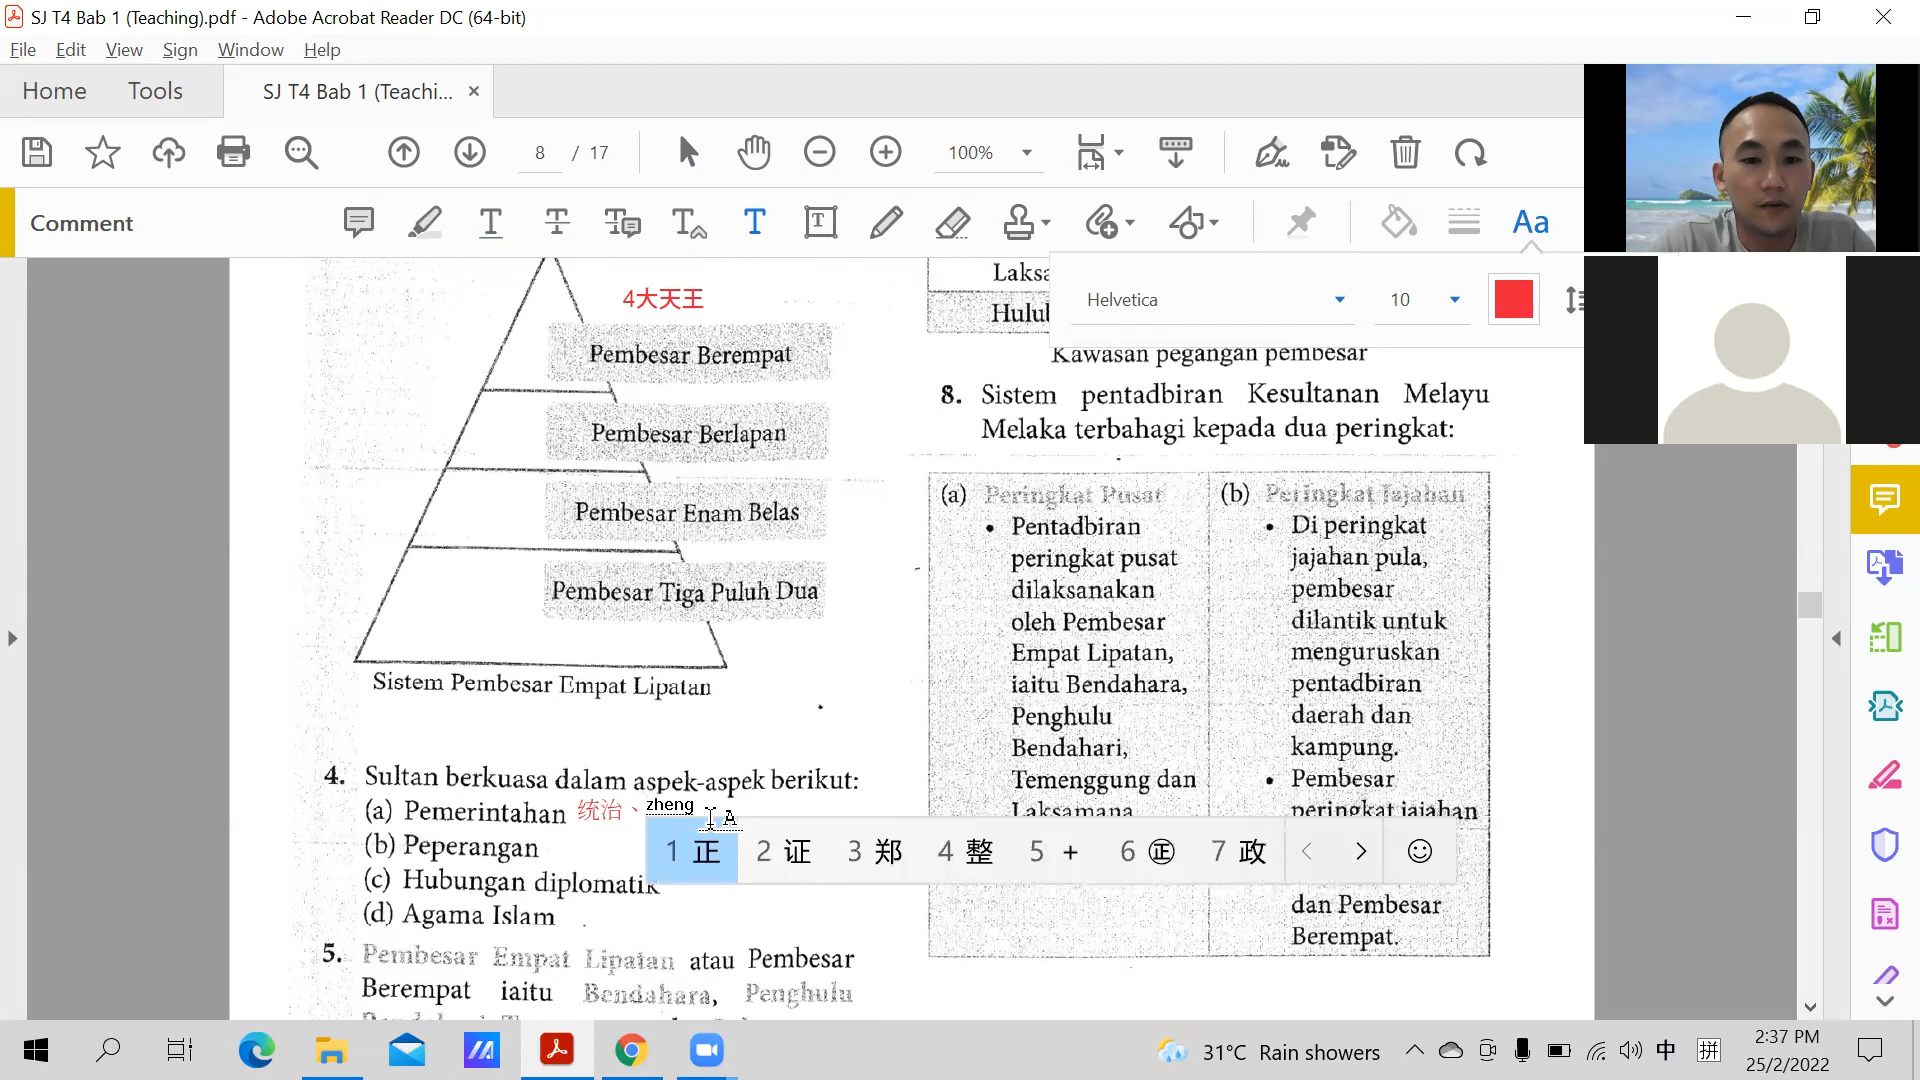 SJ T4 Bab 1 (Teaching).pdf - Adobe Acrobat Reader DC (64-bit)
File Edit View Sign Window Help
Home Tools SJ T4 Bab 1 (Teachi...
8 / 17 100%
Comment Aa
Helvetica 10
4大天王
Pembesar Berempat
Pembesar Berlapan
Pembesar Enam Belas
Pembesar Tiga Puluh Dua
Sistem Pembesar Empat Lipatan
4. Sultan berkuasa dalam aspek-aspek berikut:
(a) Pemerintahan 统治、zheng
(b) Peperangan
(c) Hubungan diplomatik
(d) Agama Islam
5. Pembesar Empat Lipatan atau Pembesar
Berempat iaitu Bendahara, Penghulu
1 正 2 证 3 郑 4 整 5 + 6 ㊣ 7 政
Kawasan pegangan pembesar
8. Sistem pentadbiran Kesultanan Melayu
Melaka terbahagi kepada dua peringkat:
(a) Peringkat Pusat
• Pentadbiran
peringkat pusat
dilaksanakan
oleh Pembesar
Empat Lipatan,
iaitu Bendahara,
Penghulu
Bendahari,
Temenggung dan
Laksamana
(b) Peringkat Jajahan
• Di peringkat
jajahan pula,
pembesar
dilantik untuk
menguruskan
pentadbiran
daerah dan
kampung.
• Pembesar
peringkat jajahan
dan Pembesar
Berempat.
31°C Rain showers 中 拼 2:37 PM
25/2/2022